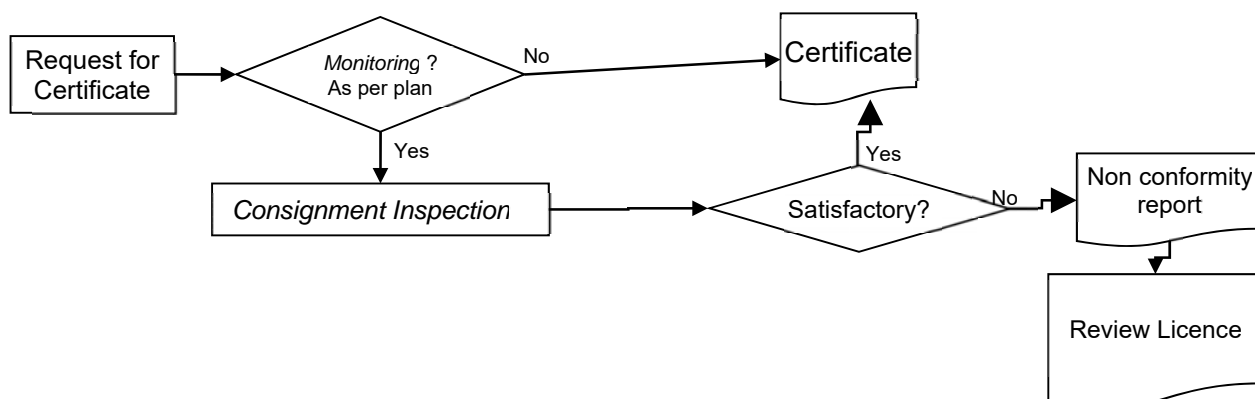 Request for
Certificate
Monitoring ?
As per plan
No
Certificate
Yes
Consignment Inspection
Satisfactory?
Yes
No
Non conformity
report
Review Licence